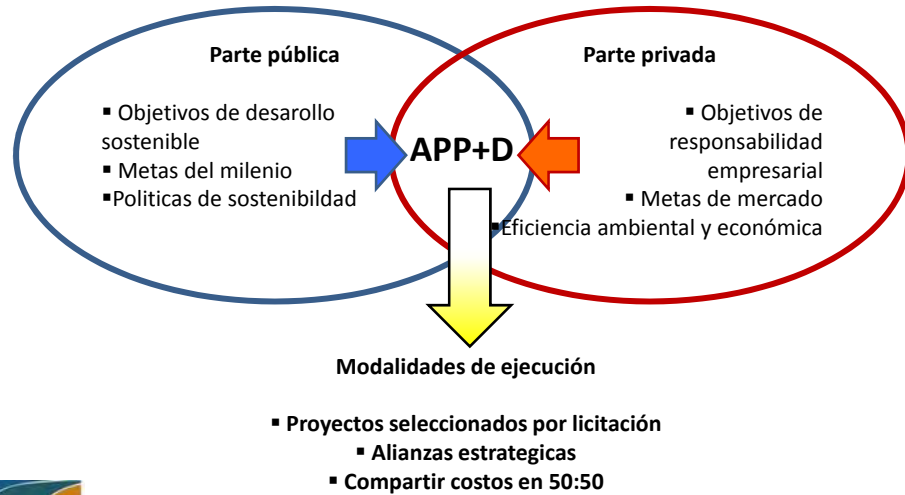 Parte pública
▪ Objetivos de desarollo
sostenible
▪ Metas del milenio
▪Politicas de sostenibildad
APP+D
Parte privada
▪ Objetivos de
responsabilidad
empresarial
▪ Metas de mercado
▪Eficiencia ambiental y económica
Modalidades de ejecución
▪ Proyectos seleccionados por licitación
▪ Alianzas estrategicas
▪ Compartir costos en 50:50